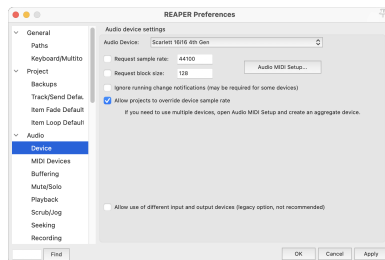 REAPER Preferences
General
Paths
Keyboard/Multito
Project
Backups
Track/Send Defau
Item Fade Default
Item Loop Default
Audio
Device
MIDI Devices
Buffering
Mute/Solo
Playback
Scrub/Jog
Seeking
Recording
Find
Audio device settings
Audio Device: Scarlett 16i16 4th Gen
Request sample rate: 44100
Request block size: 128
Audio MIDI Setup...
Ignore running change notifications (may be required for some devices)
Allow projects to override device sample rate
If you need to use multiple devices, open Audio MIDI Setup and create an aggregate device.
Allow use of different input and output devices (legacy option, not recommended)
OK Cancel Apply